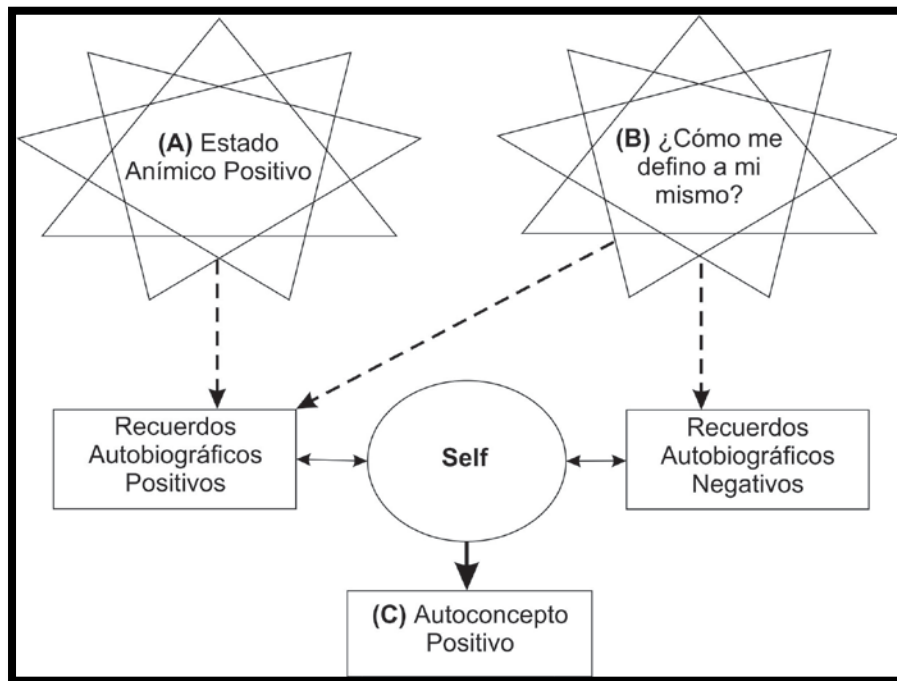 (A) Estado
Anímico Positivo
(B) ¿Cómo me
defino a mi
mismo?
Recuerdos
Autobiográficos
Positivos
Self
Recuerdos
Autobiográficos
Negativos
(C) Autoconcepto
Positivo